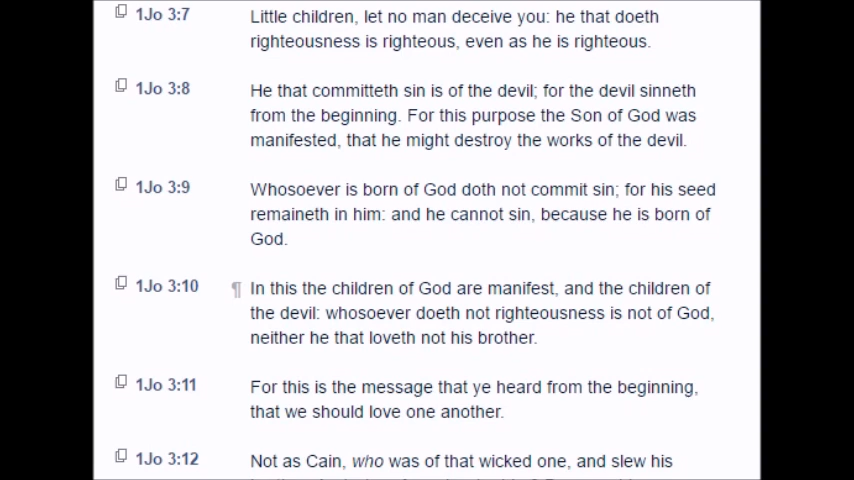 1Jo 3:7 Little children, let no man deceive you: he that doeth
righteousness is righteous, even as he is righteous.
1Jo 3:8 He that committeth sin is of the devil; for the devil sinneth
from the beginning. For this purpose the Son of God was
manifested, that he might destroy the works of the devil.
1Jo 3:9 Whosoever is born of God doth not commit sin; for his seed
remaineth in him: and he cannot sin, because he is born of
God.
1Jo 3:10 ¶ In this the children of God are manifest, and the children of
the devil: whosoever doeth not righteousness is not of God,
neither he that loveth not his brother.
1Jo 3:11 For this is the message that ye heard from the beginning,
that we should love one another.
1Jo 3:12 Not as Cain, who was of that wicked one, and slew his